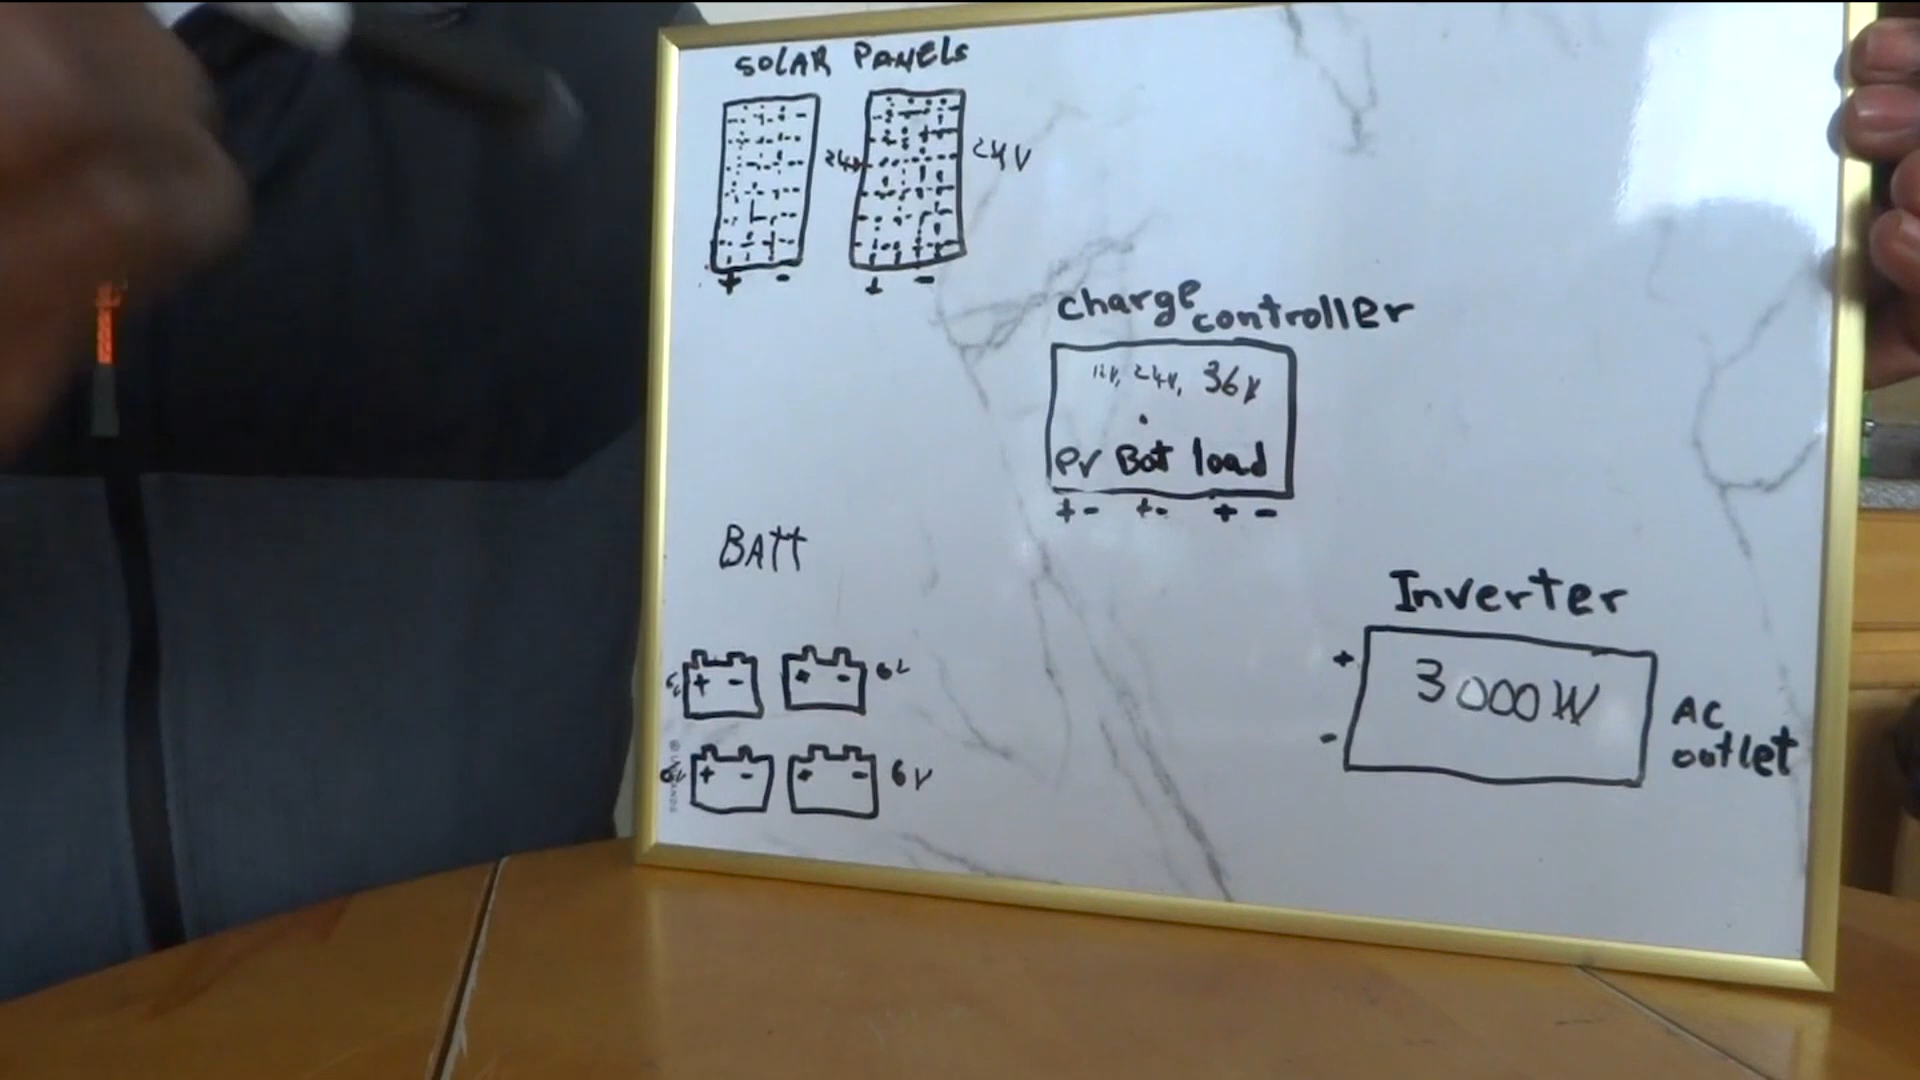 SOLAR PANELS
24V
24V
+ -
+ -
charge controller
12V, 24V, 36V
PV Bat load
+ - + - + -
BATT
6V
+ -
+ -
6V
6V
+ -
+ -
6V
Inverter
+
3000W
-
AC
outlet